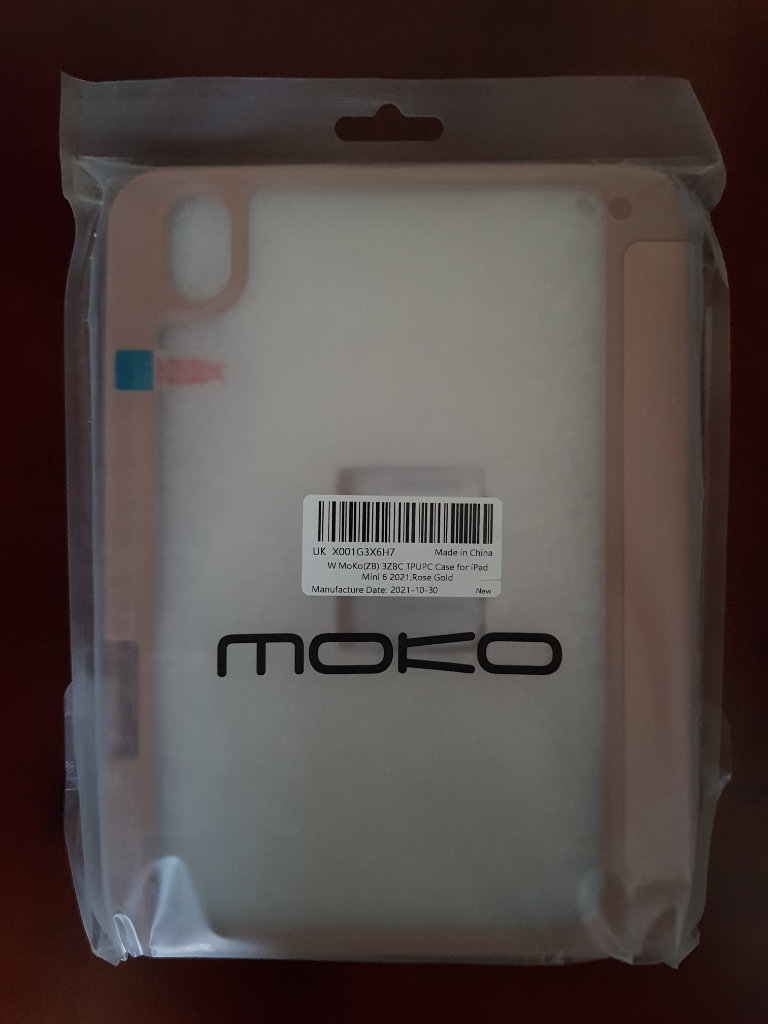 UK X001G3X6H7 Made in China
W MoKo(ZB) 3ZBC TPUPC Case for iPad
Mini 6 2021,Rose Gold
Manufacture Date: 2021-10-30 New
MOKO